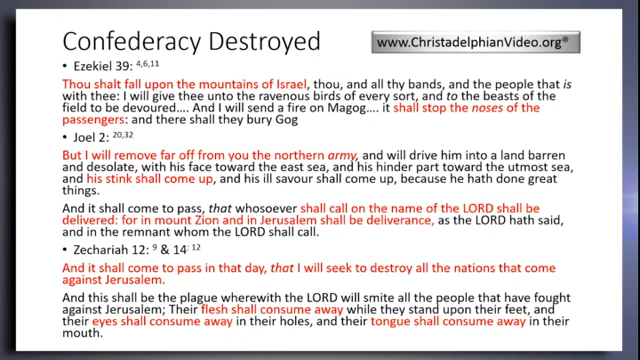 Confederacy Destroyed
www.ChristadelphianVideo.org®
• Ezekiel 39: 4,6,11
Thou shalt fall upon the mountains of Israel, thou, and all thy bands, and the people that is
with thee: I will give thee unto the ravenous birds of every sort, and to the beasts of the
field to be devoured.... And I will send a fire on Magog.... it shall stop the noses of the
passengers: and there shall they bury Gog
• Joel 2: 20,32
But I will remove far off from you the northern army, and will drive him into a land barren
and desolate, with his face toward the east sea, and his hinder part toward the utmost sea,
and his stink shall come up, and his ill savour shall come up, because he hath done great
things.
And it shall come to pass, that whosoever shall call on the name of the LORD shall be
delivered: for in mount Zion and in Jerusalem shall be deliverance, as the LORD hath said,
and in the remnant whom the LORD shall call.
• Zechariah 12: 9 & 14: 12
And it shall come to pass in that day, that I will seek to destroy all the nations that come
against Jerusalem.
And this shall be the plague wherewith the LORD will smite all the people that have fought
against Jerusalem; Their flesh shall consume away while they stand upon their feet, and
their eyes shall consume away in their holes, and their tongue shall consume away in their
mouth.